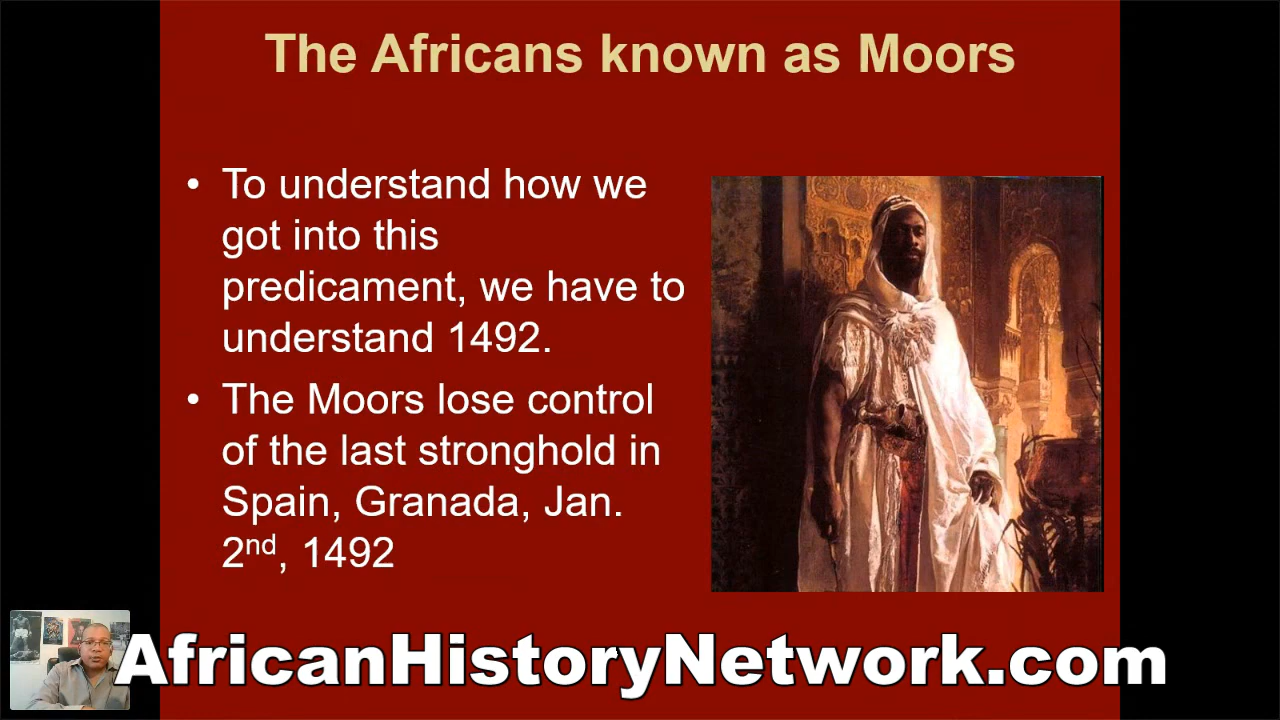 The Africans known as Moors
• To understand how we
got into this
predicament, we have to
understand 1492.
• The Moors lose control
of the last stronghold in
Spain, Granada, Jan.
2nd, 1492
AfricanHistoryNetwork.com